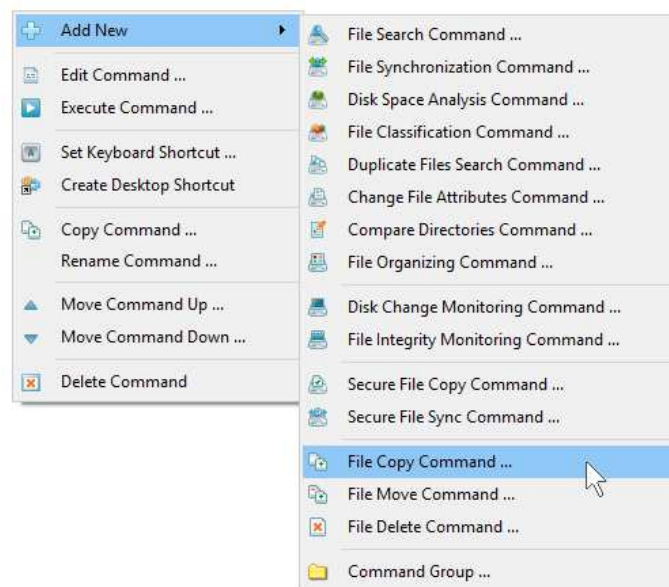 Add New
Edit Command ...
Execute Command ...
Set Keyboard Shortcut ...
Create Desktop Shortcut
Copy Command ...
Rename Command ...
Move Command Up ...
Move Command Down ...
Delete Command
File Search Command ...
File Synchronization Command ...
Disk Space Analysis Command ...
File Classification Command ...
Duplicate Files Search Command ...
Change File Attributes Command ...
Compare Directories Command ...
File Organizing Command ...
Disk Change Monitoring Command ...
File Integrity Monitoring Command ...
Secure File Copy Command ...
Secure File Sync Command ...
File Copy Command ...
File Move Command ...
File Delete Command ...
Command Group ...